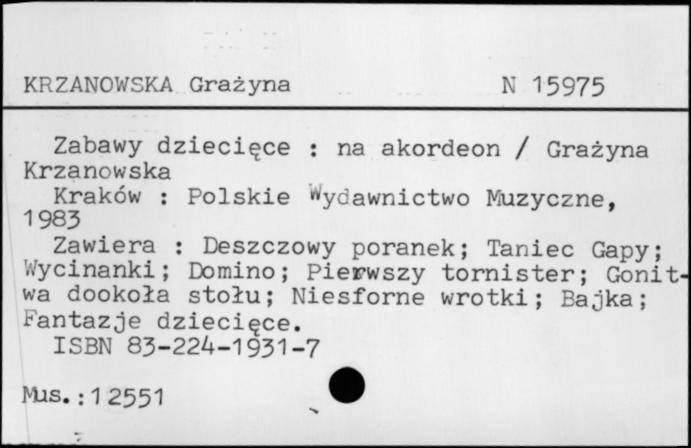 KRZANOWSKA Grażyna N 15975
Zabawy dziecięce : na akordeon / Grażyna
Krzanowska
Kraków : Polskie Wydawnictwo Muzyczne,
1983
Zawiera : Deszczowy poranek; Taniec Gapy;
Wycinanki; Domino; Pierwszy tornister; Gonit-
wa dookoła stołu; Niesforne wrotki; Bajka;
Fantazje dziecięce.
ISBN 83-224-1931-7
Mus.:12551